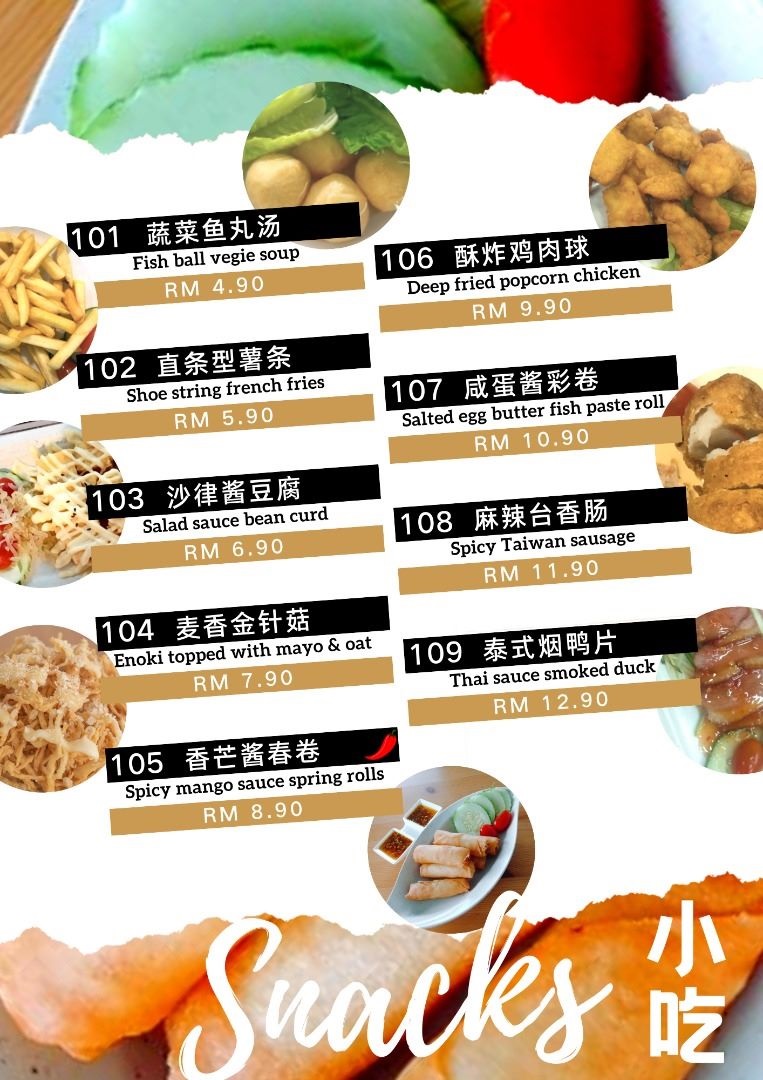 101 蔬菜鱼丸汤
Fish ball vegie soup
RM 4.90
102 直条型薯条
Shoe string french fries
RM 5.90
103 沙律酱豆腐
Salad sauce bean curd
RM 6.90
104 麦香金针菇
Enoki topped with mayo & oat
RM 7.90
105 香芒酱春卷
Spicy mango sauce spring rolls
RM 8.90
106 酥炸鸡肉球
Deep fried popcorn chicken
RM 9.90
107 咸蛋酱彩卷
Salted egg butter fish paste roll
RM 10.90
108 麻辣台香肠
Spicy Taiwan sausage
RM 11.90
109 泰式烟鸭片
Thai sauce smoked duck
RM 12.90
Snacks
小吃